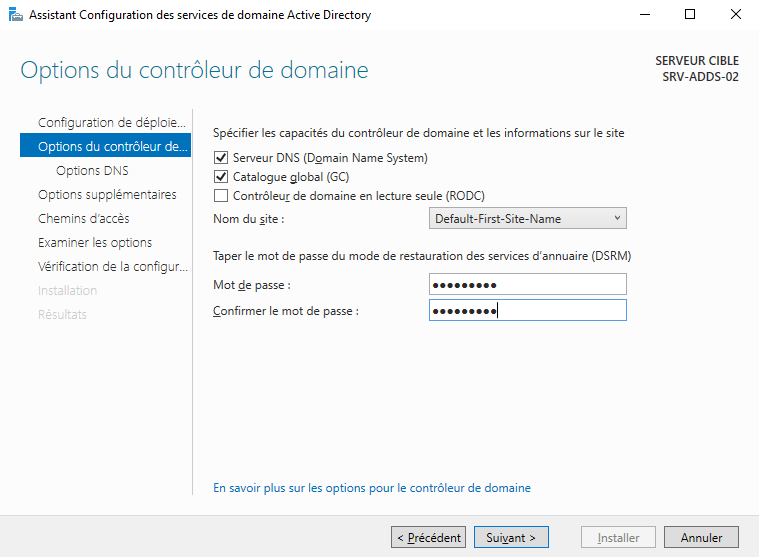 Assistant Configuration des services de domaine Active Directory
Options du contrôleur de domaine
SERVEUR CIBLE
SRV-ADDS-02
Configuration de déploie...
Options du contrôleur de...
Options DNS
Options supplémentaires
Chemins d'accès
Examiner les options
Vérification de la configur...
Installation
Résultats
Spécifier les capacités du contrôleur de domaine et les informations sur le site
Serveur DNS (Domain Name System)
Catalogue global (GC)
Contrôleur de domaine en lecture seule (RODC)
Nom du site :
Default-First-Site-Name
Taper le mot de passe du mode de restauration des services d'annuaire (DSRM)
Mot de passe :
●●●●●●●●●
Confirmer le mot de passe :
●●●●●●●●●
En savoir plus sur les options pour le contrôleur de domaine
< Précédent
Suivant >
Installer
Annuler